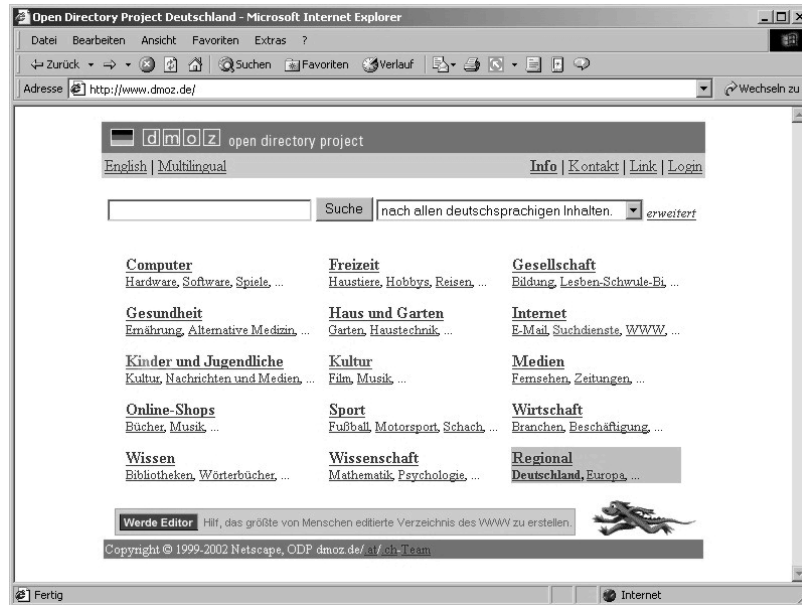 Open Directory Project Deutschland - Microsoft Internet Explorer
Datei Bearbeiten Ansicht Favoriten Extras ?
Zurück Suchen Favoriten Verlauf
Adresse http://www.dmoz.de/ Wechseln zu
dmoz open directory project
English | Multilingual Info | Kontakt | Link | Login
Suche nach allen deutschsprachigen Inhalten. erweitert
Computer Freizeit Gesellschaft
Hardware, Software, Spiele, ... Haustiere, Hobbys, Reisen, ... Bildung, Lesben-Schwule-Bi, ...
Gesundheit Haus und Garten Internet
Ernährung, Alternative Medizin, ... Garten, Haustechnik, ... E-Mail, Suchdienste, WWW, ...
Kinder und Jugendliche Kultur Medien
Kultur, Nachrichten und Medien, ... Film, Musik, ... Fernsehen, Zeitungen, ...
Online-Shops Sport Wirtschaft
Bücher, Musik, ... Fußball, Motorsport, Schach, ... Branchen, Beschäftigung, ...
Wissen Wissenschaft Regional
Bibliotheken, Wörterbücher, ... Mathematik, Psychologie, ... Deutschland, Europa, ...
Werde Editor Hilf, das größte von Menschen editierte Verzeichnis des WWW zu erstellen.
Copyright © 1999-2002 Netscape, ODP dmoz.de/.at/.ch-Team
Fertig Internet